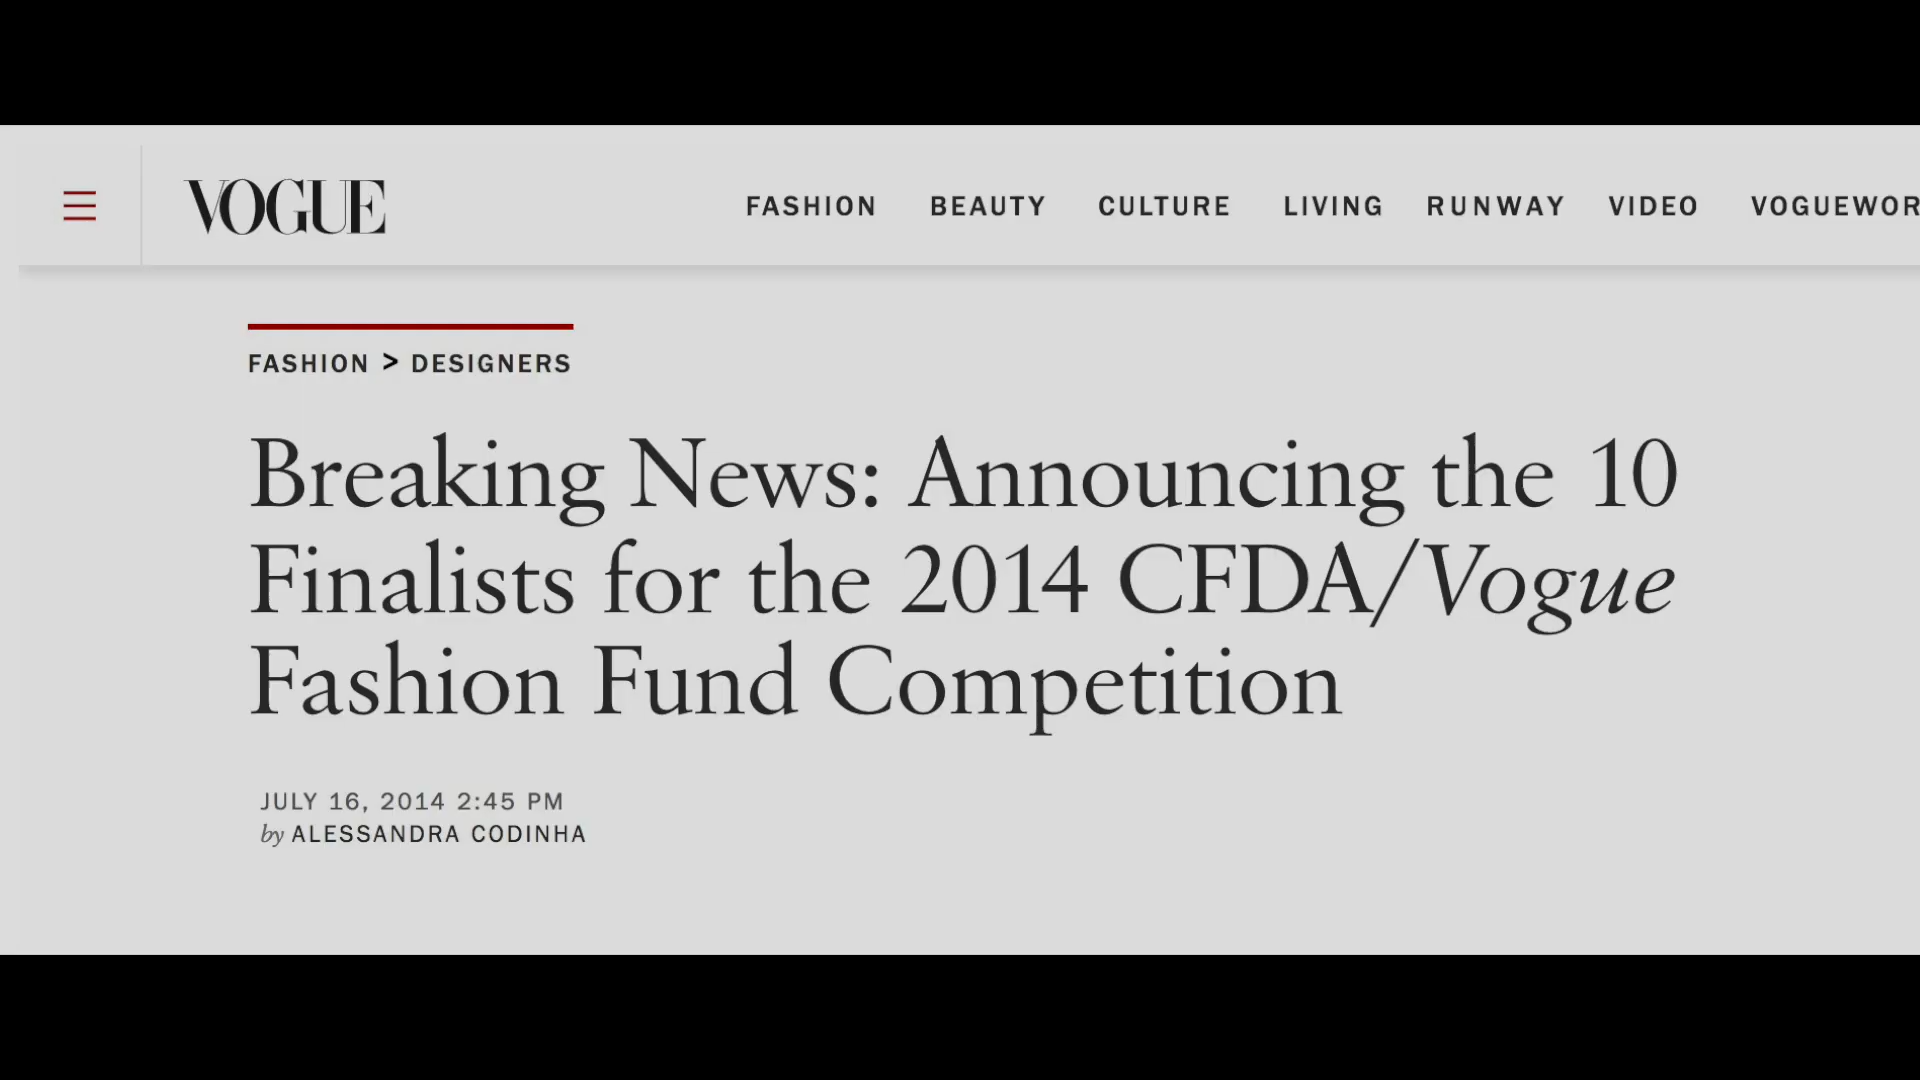 VOGUE
FASHION BEAUTY CULTURE LIVING RUNWAY VIDEO VOGUEWOR
FASHION > DESIGNERS
Breaking News: Announcing the 10
Finalists for the 2014 CFDA/Vogue
Fashion Fund Competition
JULY 16, 2014 2:45 PM
by ALESSANDRA CODINHA